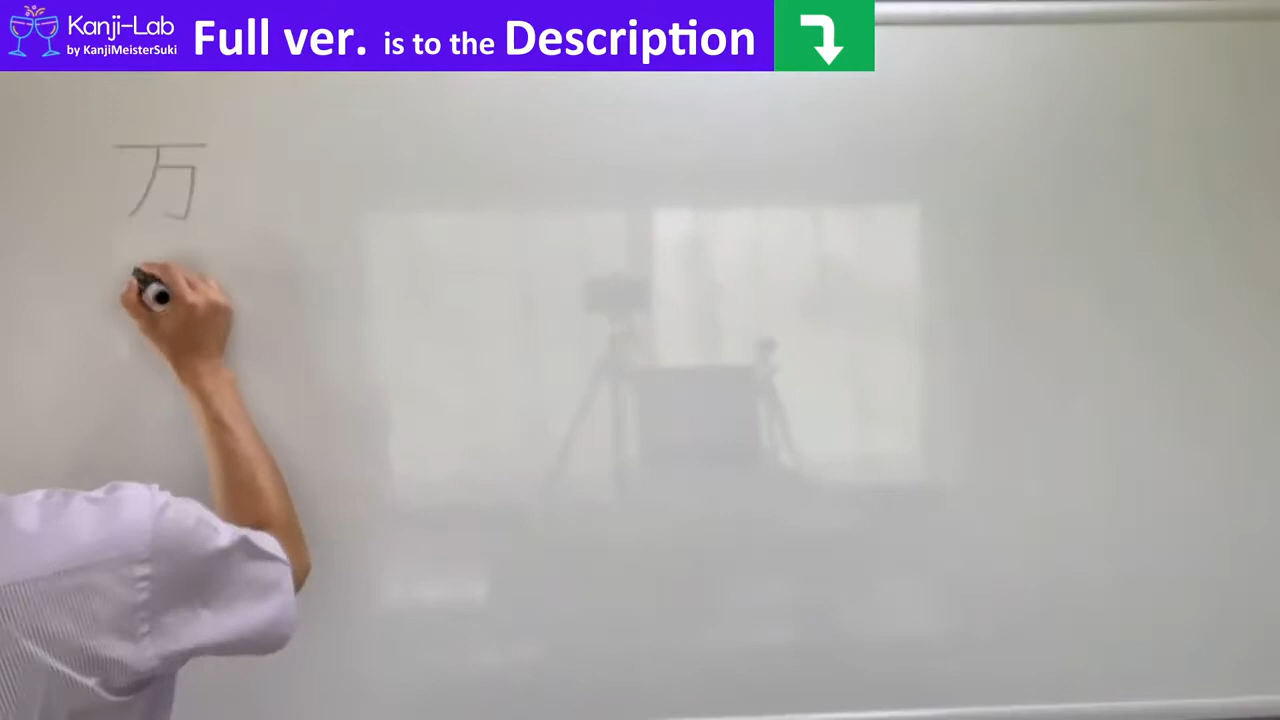 Kanji-Lab
by KanjiMeisterSuki
Full ver. is to the Description
万